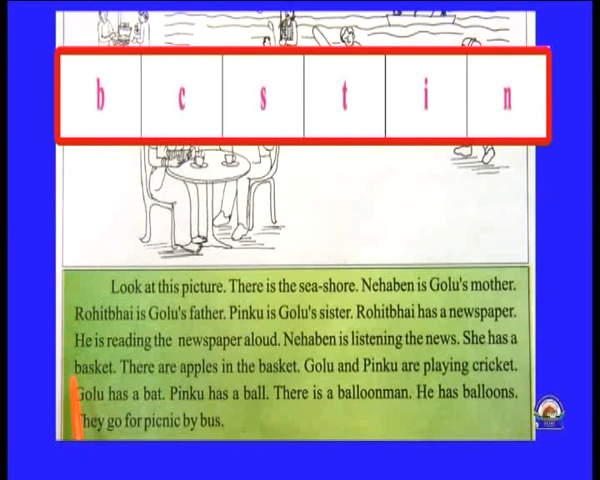 b c s t i n
Look at this picture. There is the sea-shore. Nehaben is Golu's mother.
Rohitbhai is Golu's father. Pinku is Golu's sister. Rohitbhai has a newspaper.
He is reading the newspaper aloud. Nehaben is listening the news. She has a
basket. There are apples in the basket. Golu and Pinku are playing cricket.
Golu has a bat. Pinku has a ball. There is a balloonman. He has balloons.
They go for picnic by bus.